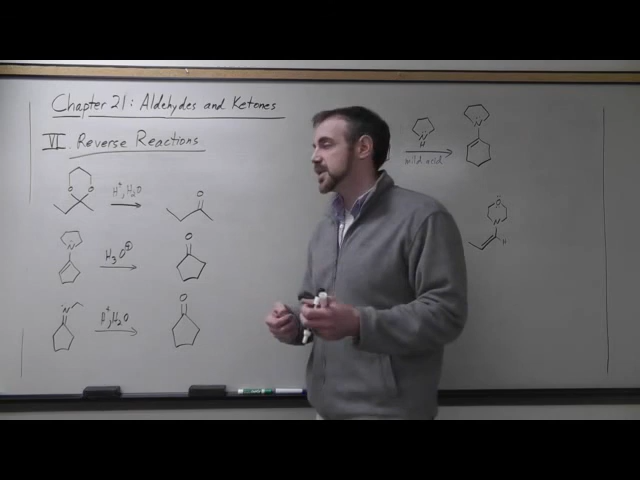 Chapter 21: Aldehydes and Ketones
VI. Reverse Reactions
H⁺, H₂O
O
O
O
H₃O⊕
N
O
N
H⁺, H₂O
O
N
H
mild acid
N
O
N
H